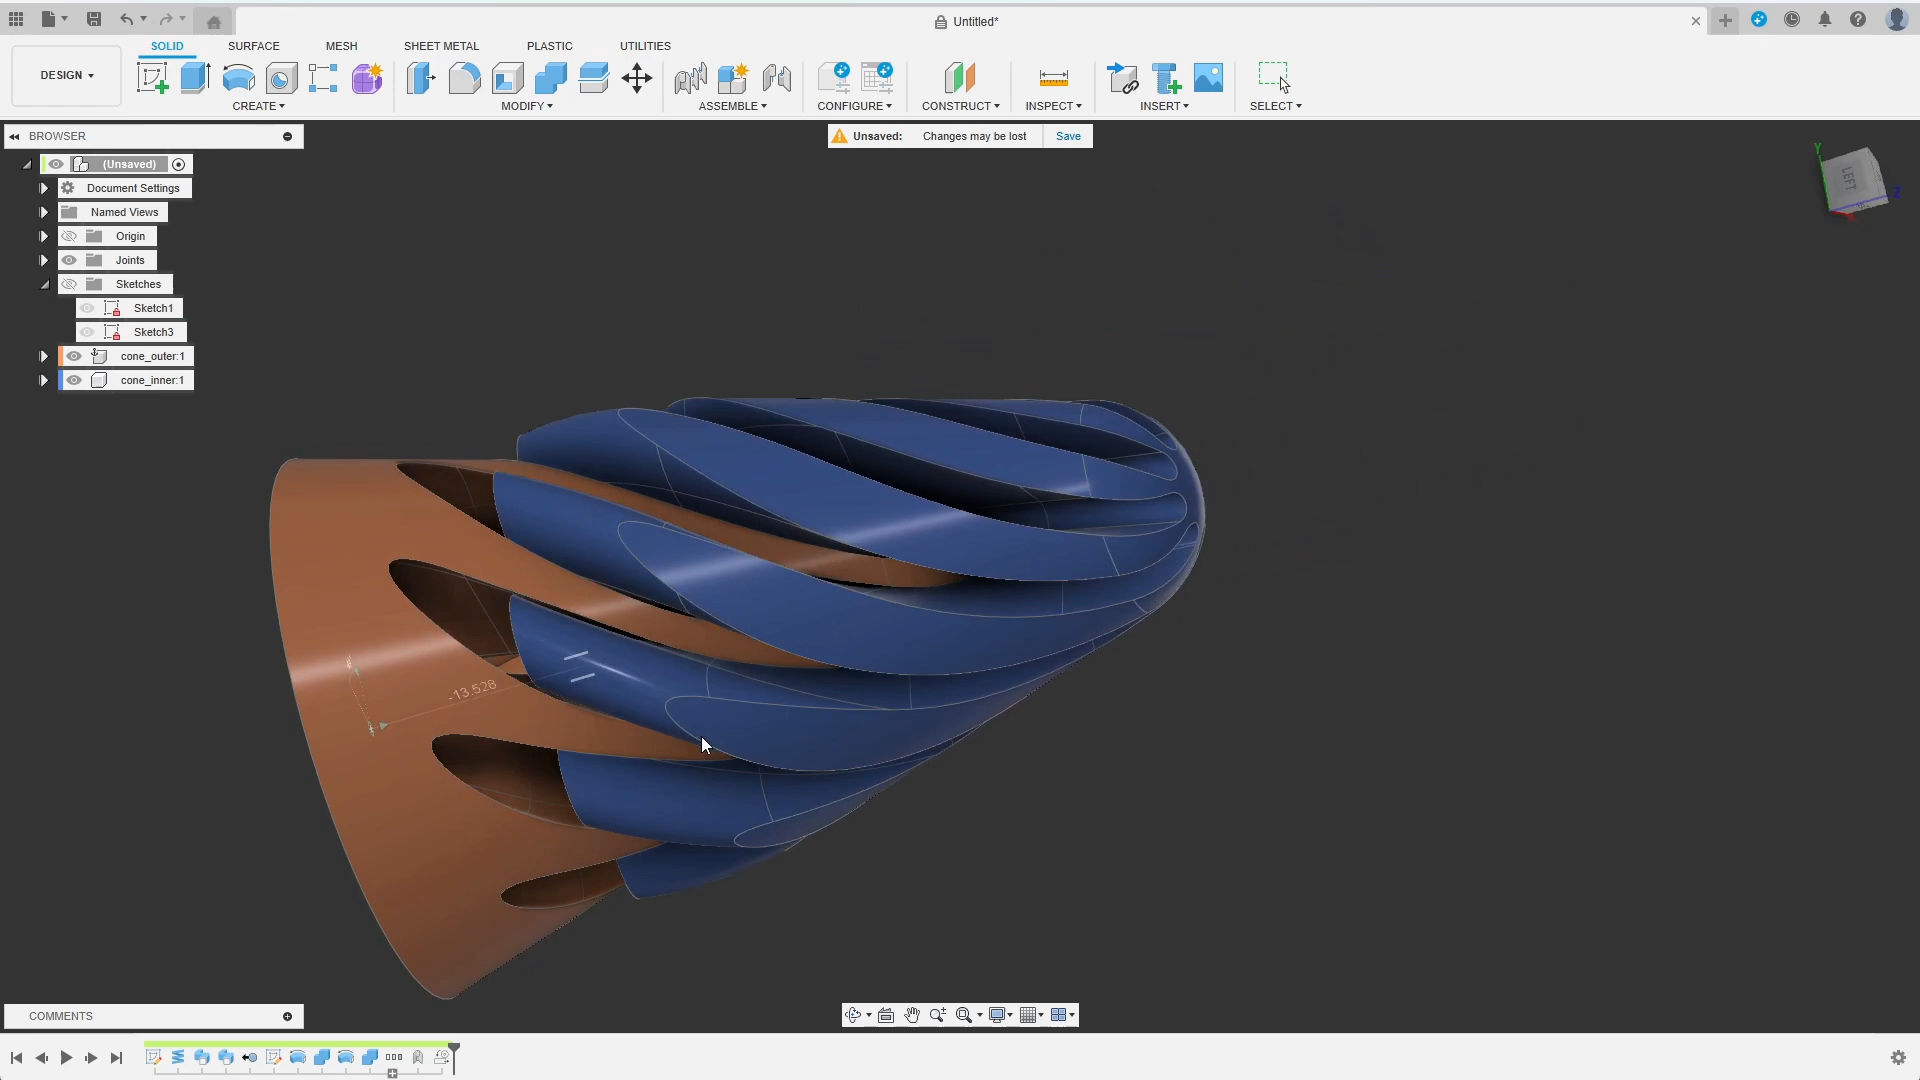 Untitled*
SOLID SURFACE MESH SHEET METAL PLASTIC UTILITIES
DESIGN ▾
CREATE ▾ MODIFY ▾ ASSEMBLE ▾ CONFIGURE ▾ CONSTRUCT ▾ INSPECT ▾ INSERT ▾ SELECT ▾
BROWSER
Unsaved: Changes may be lost Save
(Unsaved)
Document Settings
Named Views
Origin
Joints
Sketches
Sketch1
Sketch3
cone_outer:1
cone_inner:1
Y
LEFT
Z
-13.528
COMMENTS